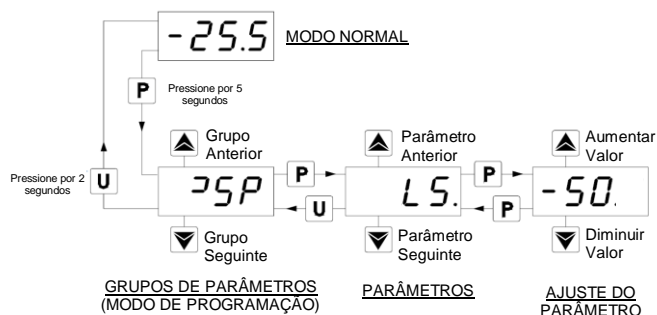 -25.5
MODO NORMAL
P
Pressione por 5
segundos
Grupo
Anterior
Parâmetro
Anterior
Aumentar
Valor
Pressione por 2
segundos
U
P
P
ꓛSP
LS.
-50.
U
P
Grupo
Seguinte
Parâmetro
Seguinte
Diminuir
Valor
GRUPOS DE PARÂMETROS
(MODO DE PROGRAMAÇÃO)
PARÂMETROS
AJUSTE DO
PARÂMETRO